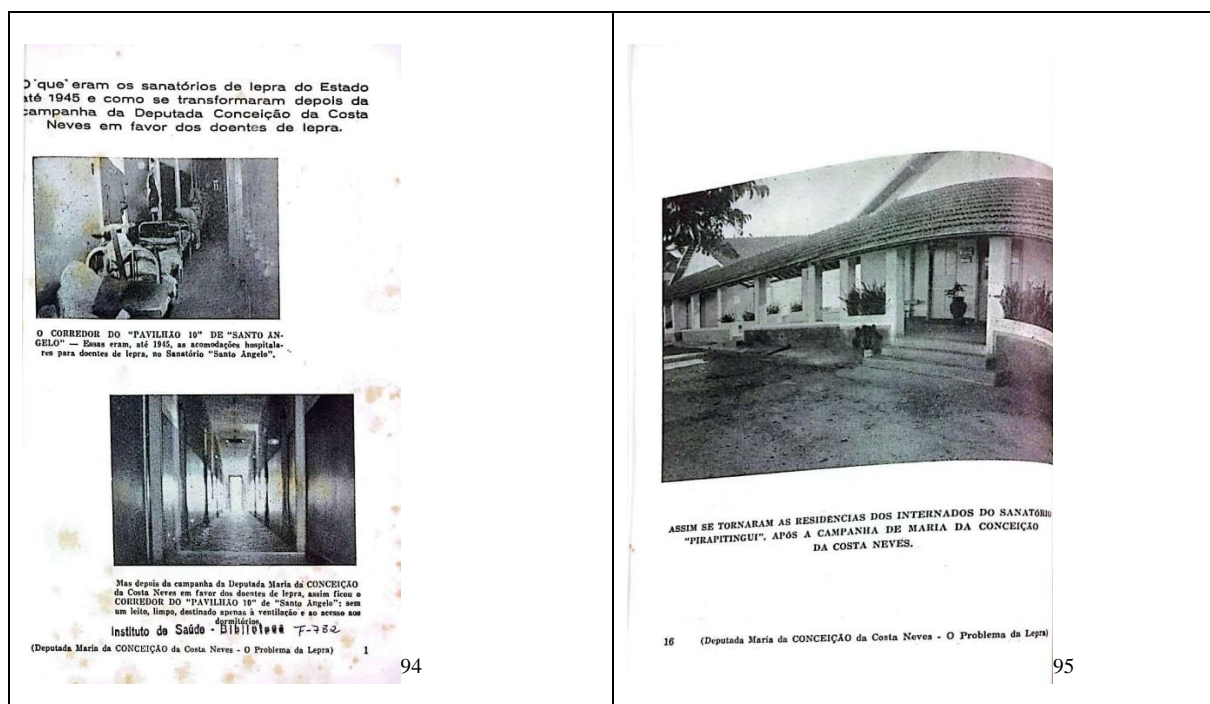 O que eram os sanatórios de lepra do Estado
até 1945 e como se transformaram depois da
campanha da Deputada Conceição da Costa
Neves em favor dos doentes de lepra.
O CORREDOR DO "PAVILHÃO 10" DE "SANTO AN-
GELO" — Essas eram, até 1945, as acomodações hospitala-
res para doentes de lepra, no Sanatório "Santo Ângelo".
Mas depois da campanha da Deputada Maria da CONCEIÇÃO
da Costa Neves em favor dos doentes de lepra, assim ficou o
CORREDOR DO "PAVILHÃO 10" de "Santo Ângelo": sem
um leito, limpo, destinado apenas à ventilação e ao acesso aos
dormitórios.
Instituto de Saúde - Biblioteca F-782
(Deputada Maria da CONCEIÇÃO da Costa Neves - O Problema da Lepra) 1
94
ASSIM SE TORNARAM AS RESIDÊNCIAS DOS INTERNADOS DO SANATÓRIO
"PIRAPITINGUI", APÓS A CAMPANHA DE MARIA DA CONCEIÇÃO
DA COSTA NEVES.
16 (Deputada Maria da CONCEIÇÃO da Costa Neves - O Problema da Lepra)
95